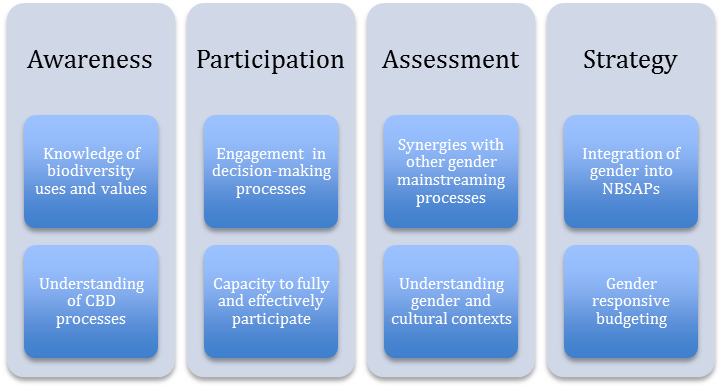 Awareness
Knowledge of
biodiversity
uses and values
Understanding
of CBD
processes
Participation
Engagement in
decision-making
processes
Capacity to fully
and effectively
participate
Assessment
Synergies with
other gender
mainstreaming
processes
Understanding
gender and
cultural contexts
Strategy
Integration of
gender into
NBSAPs
Gender
responsive
budgeting